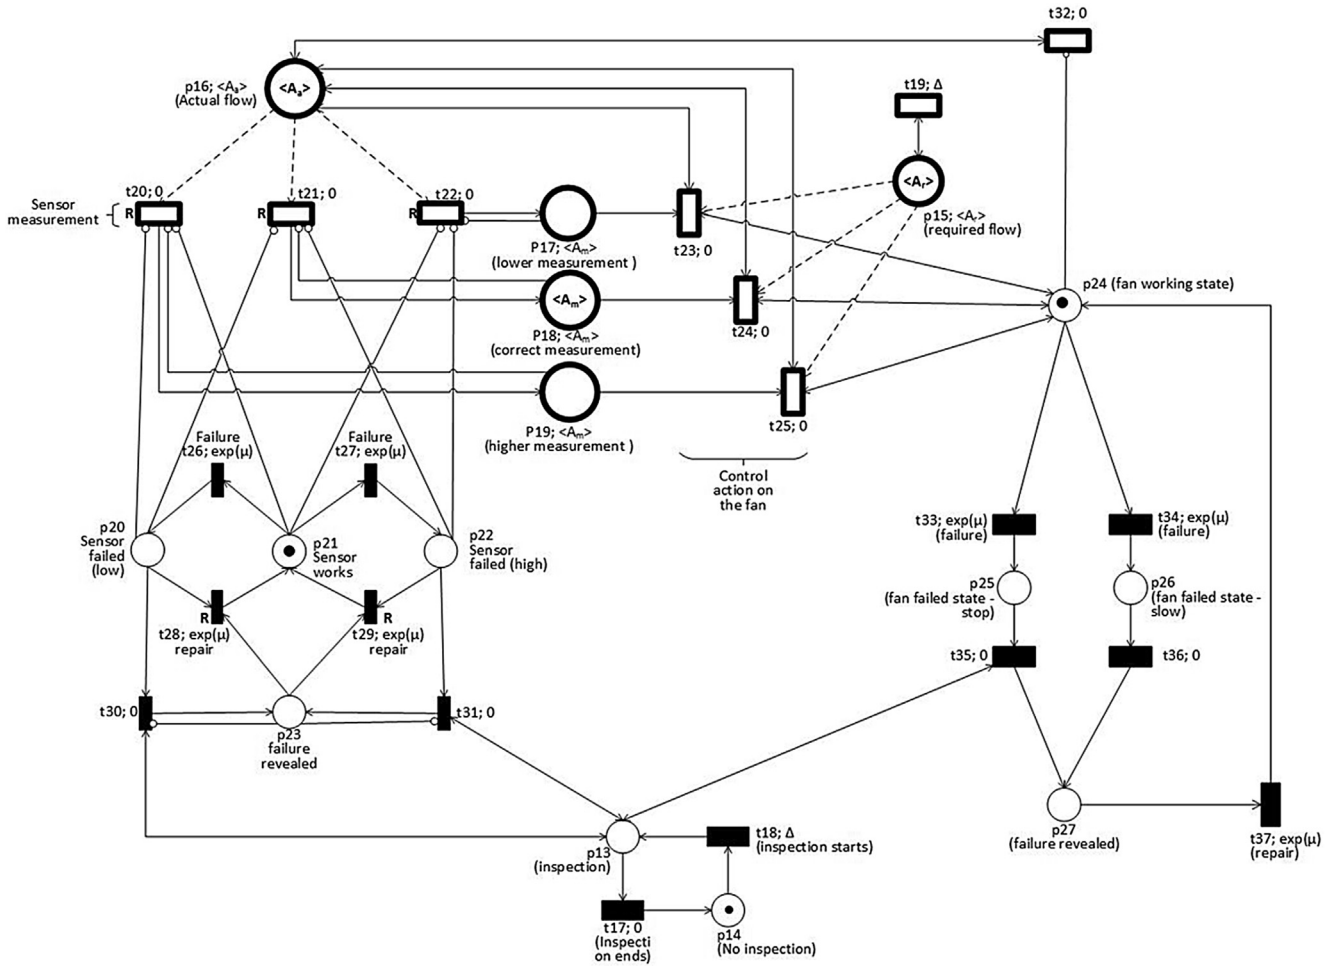 t32; 0
p16; <Aₐ>
(Actual flow)
<Aₐ>
t19; Δ
<Aᵣ>
p15; <Aᵣ>
(required flow)
Sensor
measurement
t20; 0
R
t21; 0
R
t22; 0
R
P17; <Aₘ>
(lower measurement )
t23; 0
<Aₘ>
P18; <Aₘ>
(correct measurement)
t24; 0
p24 (fan working state)
P19; <Aₘ>
(higher measurement )
t25; 0
Control
action on
the fan
Failure
t26; exp(μ)
Failure
t27; exp(μ)
p20
Sensor
failed
(low)
p21
Sensor
works
p22
Sensor
failed (high)
R
t28; exp(μ)
repair
R
t29; exp(μ)
repair
t33; exp(μ)
(failure)
t34; exp(μ)
(failure)
p25
(fan failed state -
stop)
p26
(fan failed state -
slow)
t35; 0
t36; 0
t30; 0
t31; 0
p23
failure
revealed
p13
(inspection)
t18; Δ
(inspection starts)
p27
(failure revealed)
t37; exp(μ)
(repair)
t17; 0
(Inspecti
on ends)
p14
(No inspection)